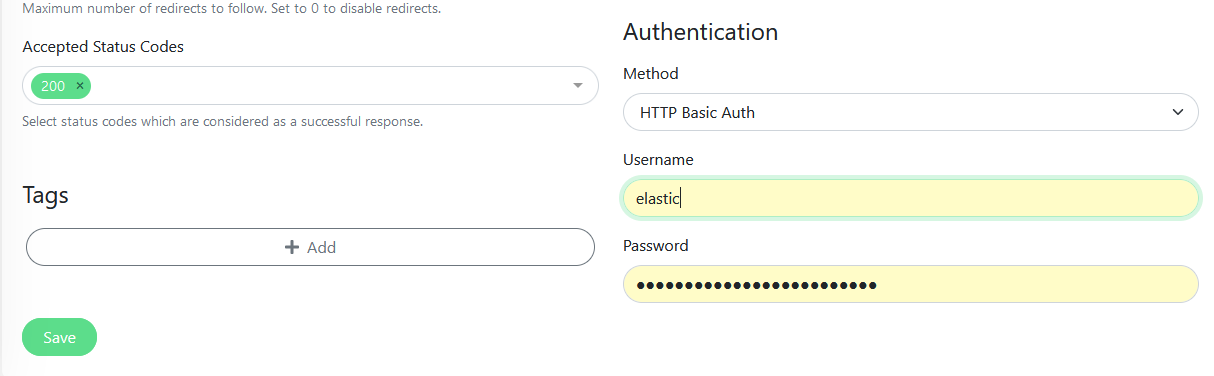 Maximum number of redirects to follow. Set to 0 to disable redirects.
Accepted Status Codes
200 ×
Select status codes which are considered as a successful response.
Tags
+ Add
Save
Authentication
Method
HTTP Basic Auth
Username
elastic
Password
●●●●●●●●●●●●●●●●●●●●●●●●●